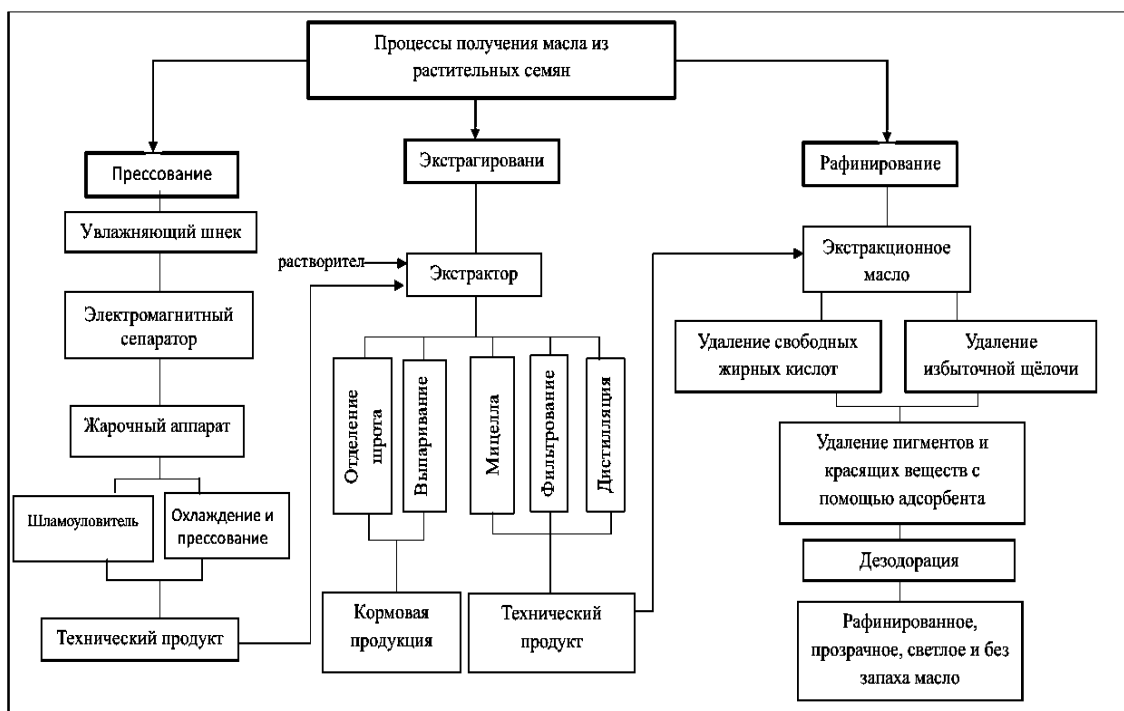 Процессы получения масла из
растительных семян
Прессование
Увлажняющий шнек
Электромагнитный
сепаратор
Жарочный аппарат
Шламоуловитель
Охлаждение и
прессование
Технический продукт
Экстрагировани
растворител
Экстрактор
Отделение
шрота
Выпаривание
Мицелла
Фильтрование
Дистилляция
Кормовая
продукция
Технический
продукт
Рафинирование
Экстракционное
масло
Удаление свободных
жирных кислот
Удаление
избыточной щёлочи
Удаление пигментов и
красящих веществ с
помощью адсорбента
Дезодорация
Рафинированное,
прозрачное, светлое и без
запаха масло